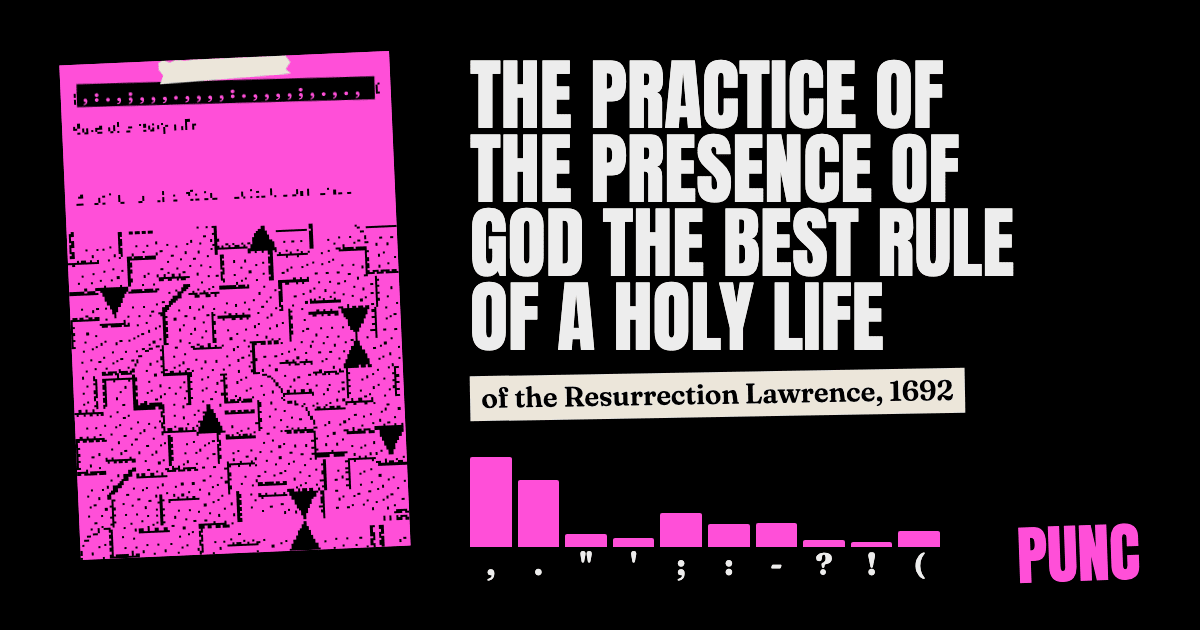 THE PRACTICE OF
THE PRESENCE OF
GOD THE BEST RULE
OF A HOLY LIFE
of the Resurrection Lawrence, 1692
, . " ' ; : - ? ! (
PUNC